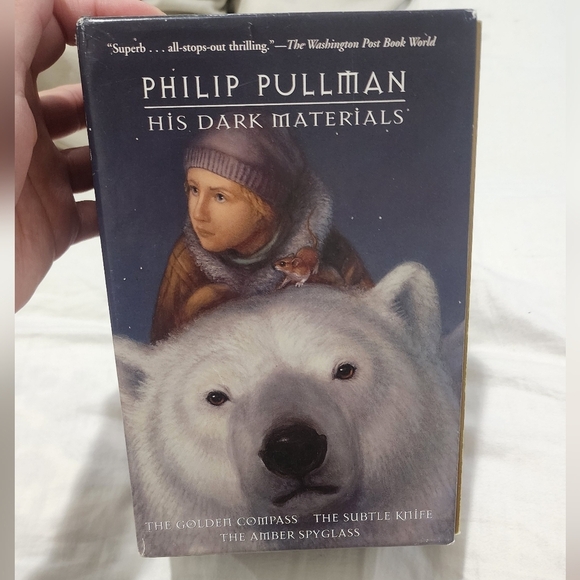 "Superb . . . all-stops-out thrilling."—The Washington Post Book World
PHILIP PULLMAN
HIS DARK MATERIALS
THE GOLDEN COMPASS THE SUBTLE KNIFE
THE AMBER SPYGLASS